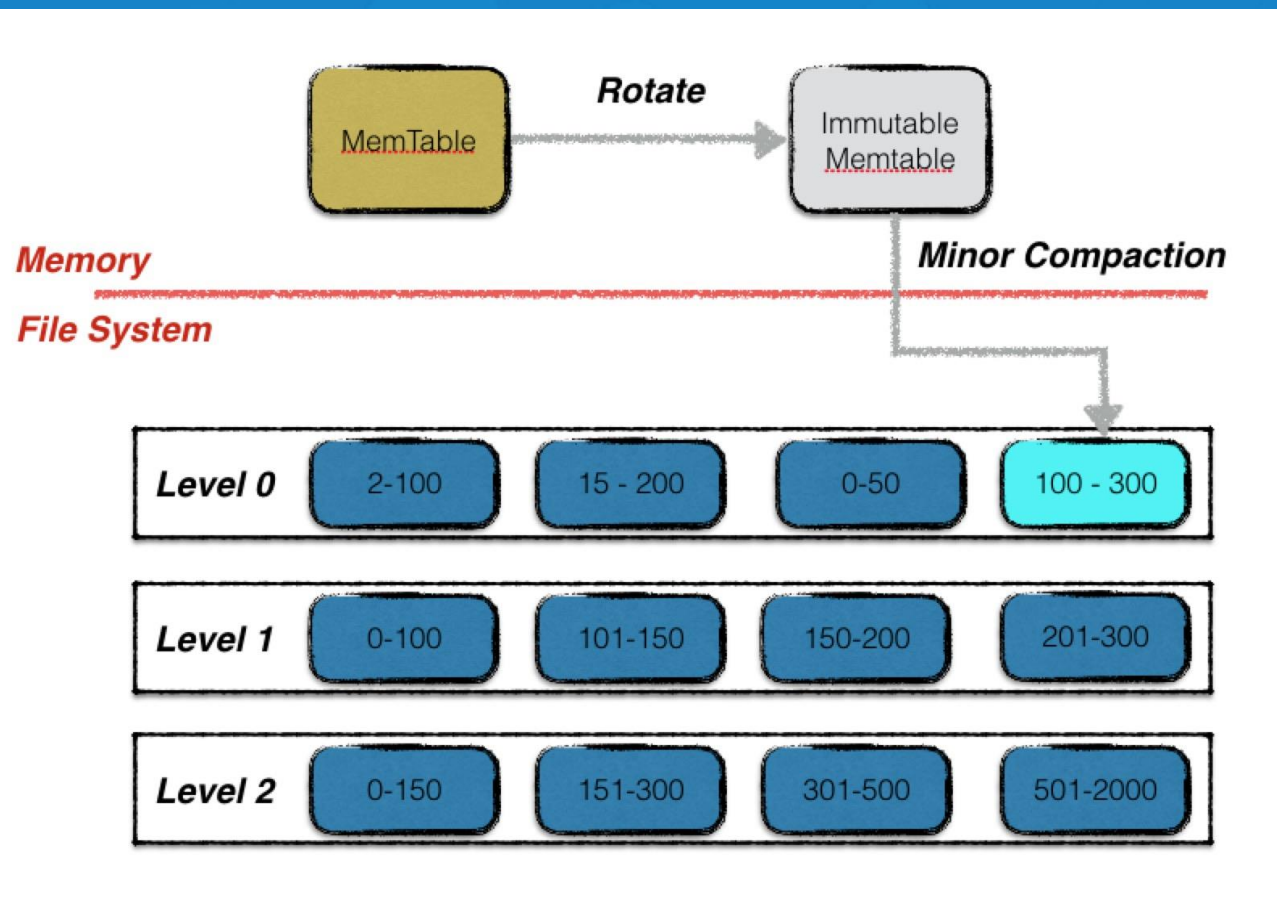 Rotate
MemTable
Immutable
Memtable
Memory
Minor Compaction
File System
Level 0
2-100
15 - 200
0-50
100 - 300
Level 1
0-100
101-150
150-200
201-300
Level 2
0-150
151-300
301-500
501-2000